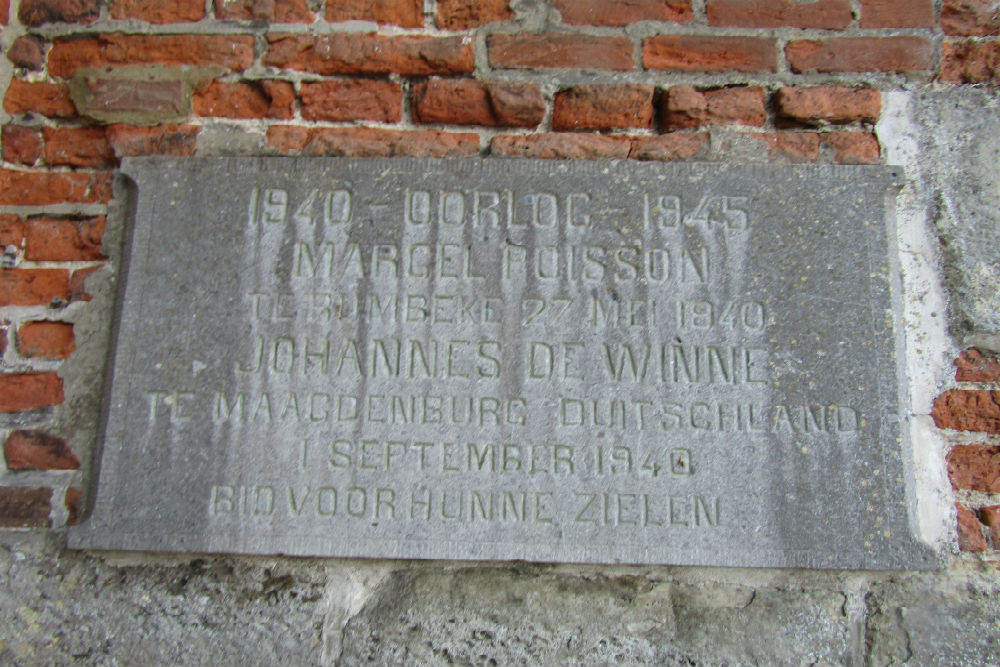 1940 - OORLOG - 1945
MARCEL POISSON
TE RUMBEKE 27 MEI 1940
JOHANNES DE WINNE
TE MAAGDENBURG DUITSCHLAND
1 SEPTEMBER 1940
BID VOOR HUNNE ZIELEN